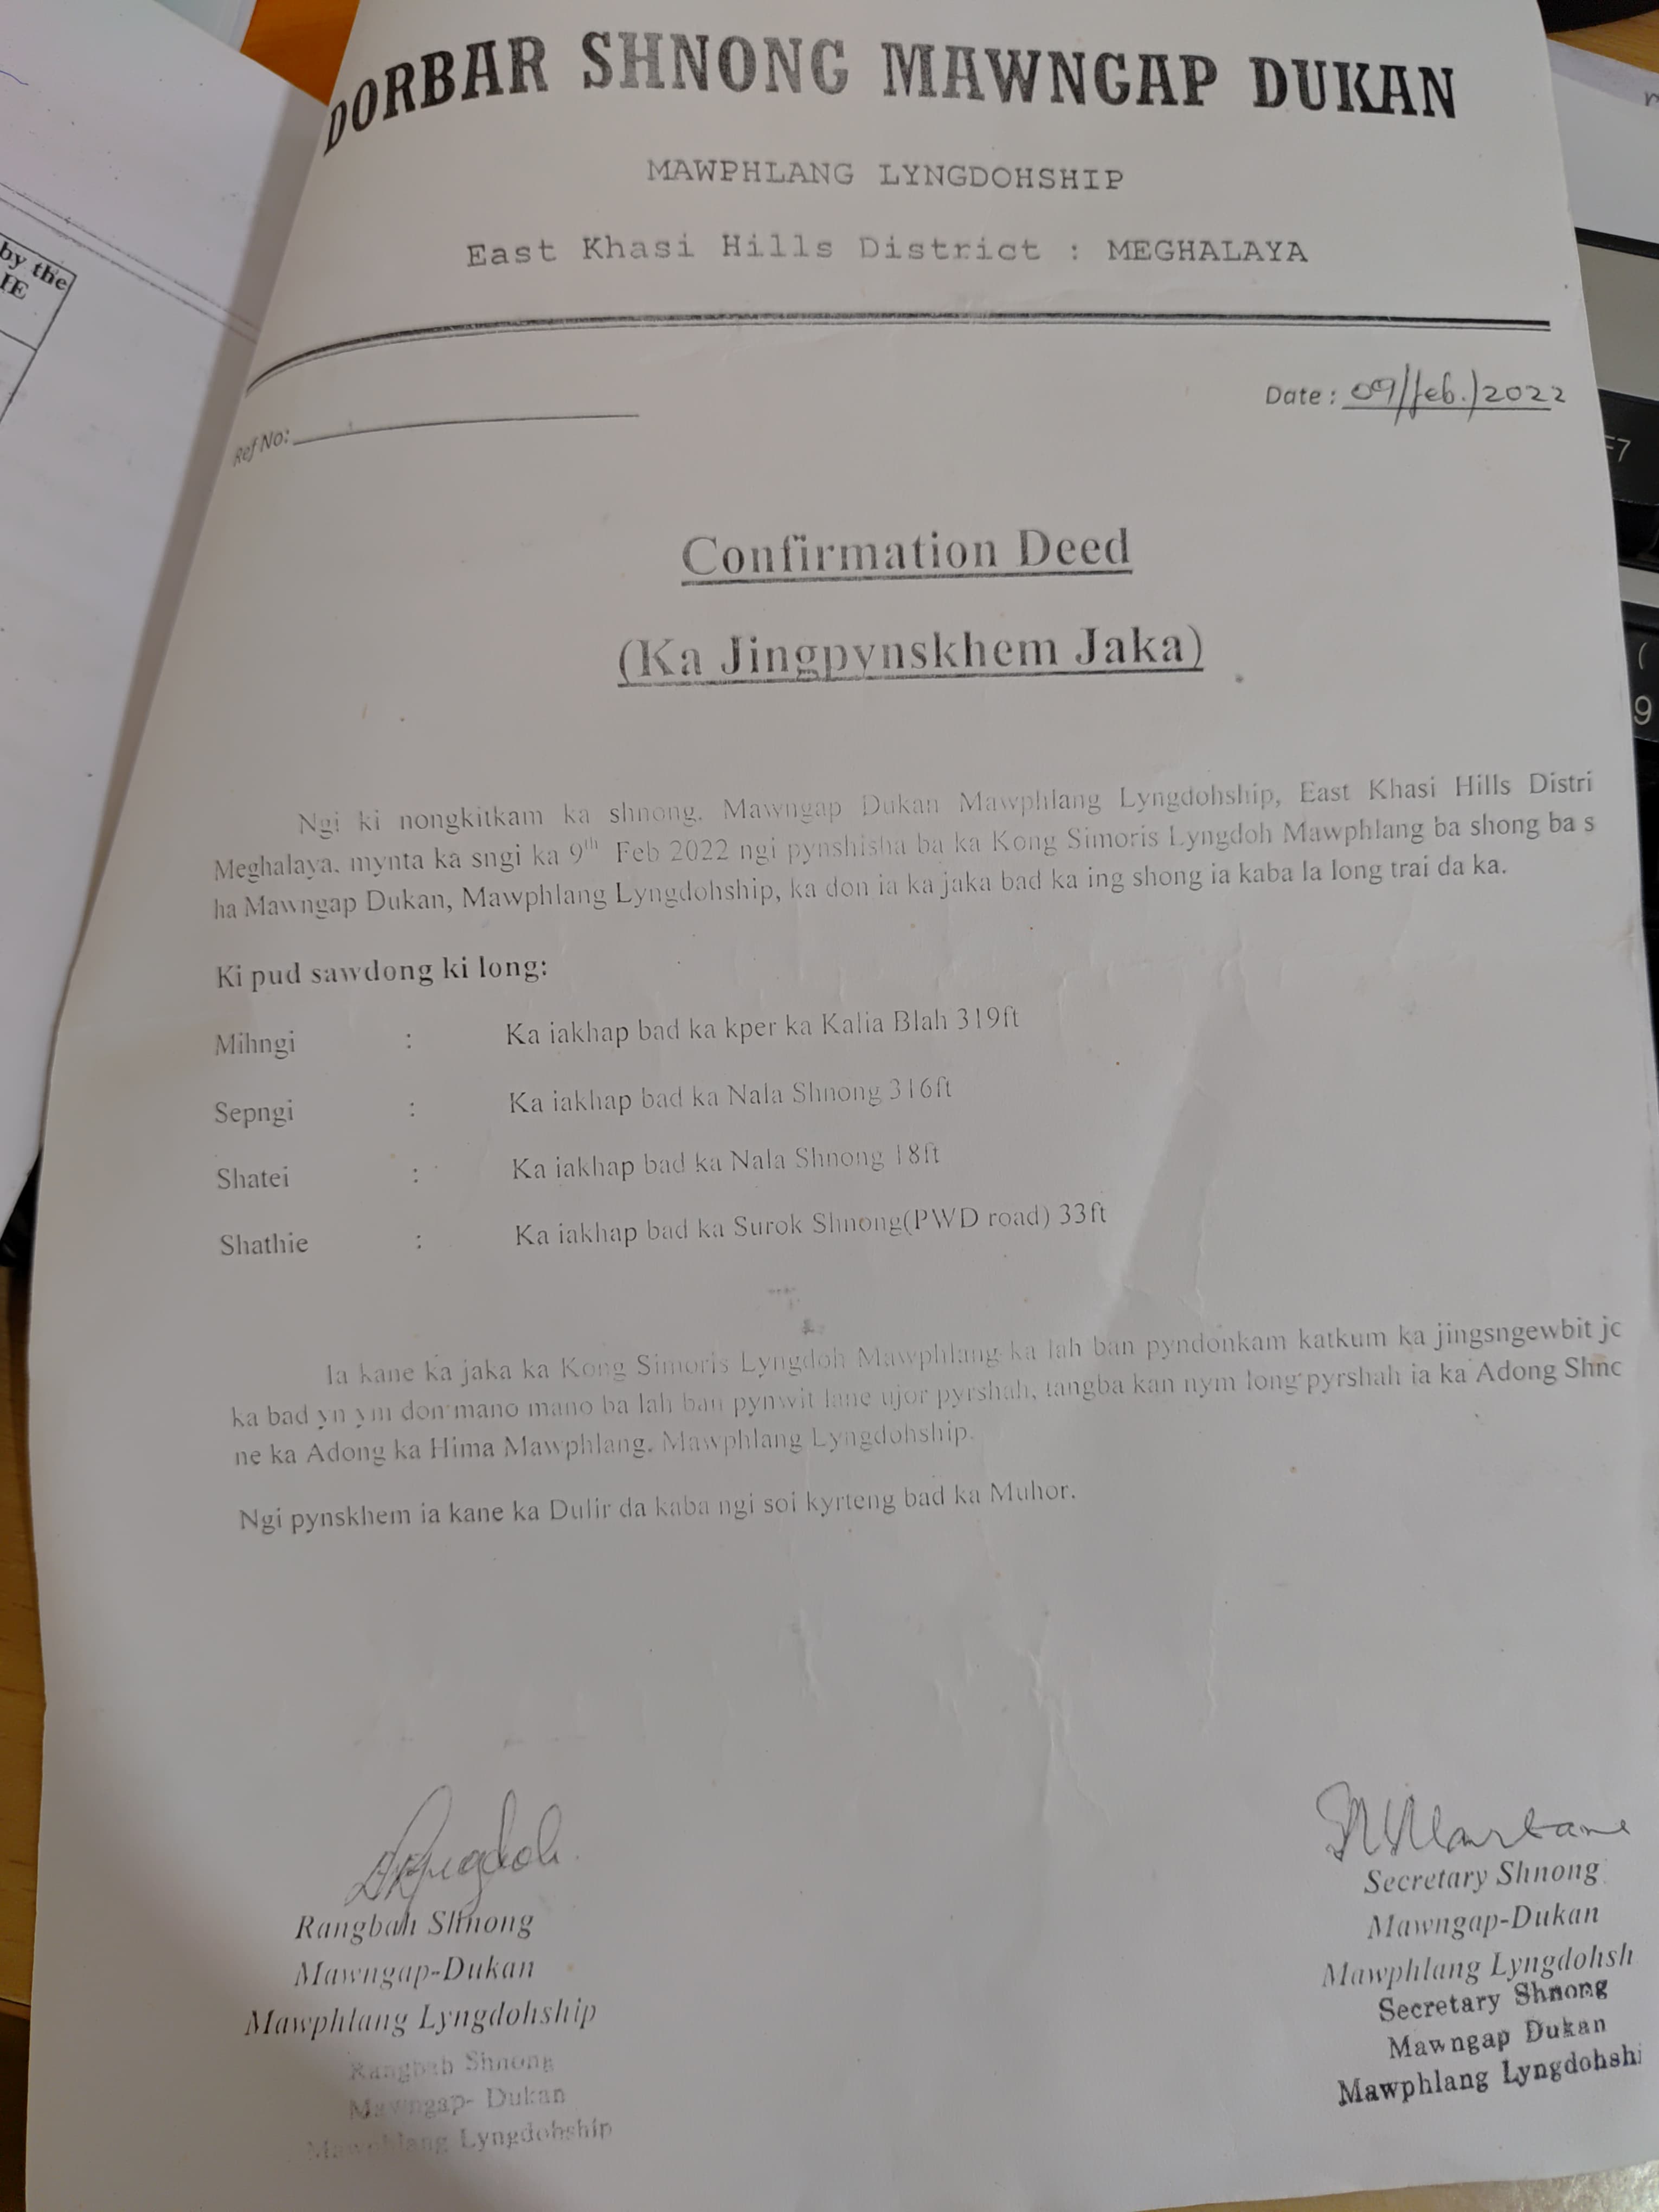 DORBAR SHNONG MAWNGAP DUKAN
MAWPHLANG LYNGDOHSHIP
East Khasi Hills District : MEGHALAYA
by the
IE
Date : 09/feb./2022
Ref No:
Confirmation Deed
(Ka Jingpynskhem Jaka)
Ngi ki nongkitkam ka shnong, Mawngap Dukan Mawphlang Lyngdohship, East Khasi Hills Distri
Meghalaya, mynta ka sngi ka 9th Feb 2022 ngi pynshisha ba ka Kong Simoris Lyngdoh Mawphlang ba shong ba s
ha Mawngap Dukan, Mawphlang Lyngdohship, ka don ia ka jaka bad ka ing shong ia kaba la long trai da ka.
Ki pud sawdong ki long:
Mihngi : Ka iakhap bad ka kper ka Kalia Blah 319ft
Sepngi : Ka iakhap bad ka Nala Shnong 316ft
Shatei : Ka iakhap bad ka Nala Shnong 18ft
Shathie : Ka iakhap bad ka Surok Shnong(PWD road) 33ft
Ia kane ka jaka ka Kong Simoris Lyngdoh Mawphlang ka lah ban pyndonkam katkum ka jingsngewbit jc
ka bad yn ym don mano mano ba lah ban pynwit lane ujor pyrshah, tangba kan nym long pyrshah ia ka Adong Shnc
ne ka Adong ka Hima Mawphlang, Mawphlang Lyngdohship.
Ngi pynskhem ia kane ka Dulir da kaba ngi soi kyrteng bad ka Muhor.
Rangbah Shnong
Mawngap-Dukan
Mawphlang Lyngdohship
Rangbah Shnong
Mawngap- Dukan
Mawphlang Lyngdohship
Secretary Shnong
Mawngap-Dukan
Mawphlang Lyngdohsh
Secretary Shnong
Mawngap Dukan
Mawphlang Lyngdohshi
F7
(
9